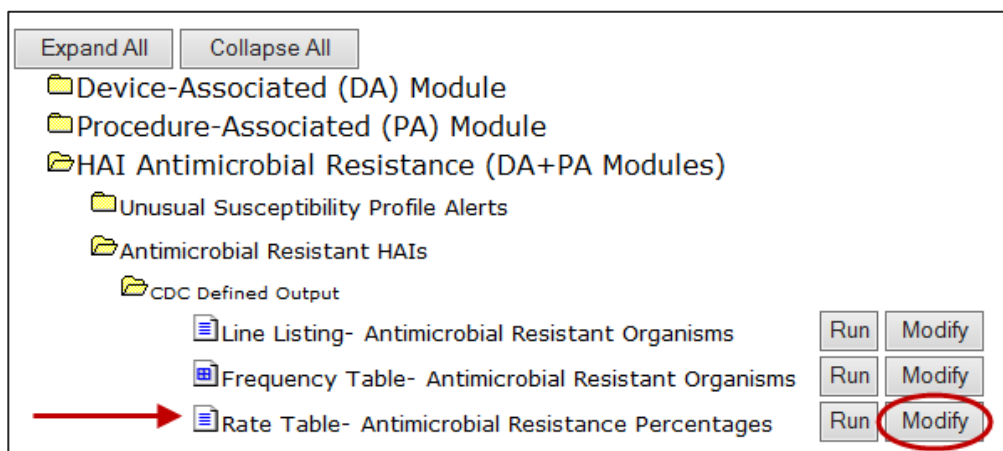 Expand All Collapse All
Device-Associated (DA) Module
Procedure-Associated (PA) Module
HAI Antimicrobial Resistance (DA+PA Modules)
Unusual Susceptibility Profile Alerts
Antimicrobial Resistant HAIs
CDC Defined Output
Line Listing- Antimicrobial Resistant Organisms Run Modify
Frequency Table- Antimicrobial Resistant Organisms Run Modify
Rate Table- Antimicrobial Resistance Percentages Run Modify